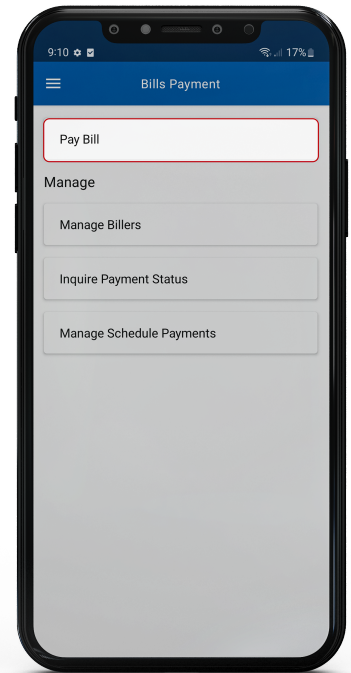 9:10 17%
Bills Payment
Pay Bill
Manage
Manage Billers
Inquire Payment Status
Manage Schedule Payments